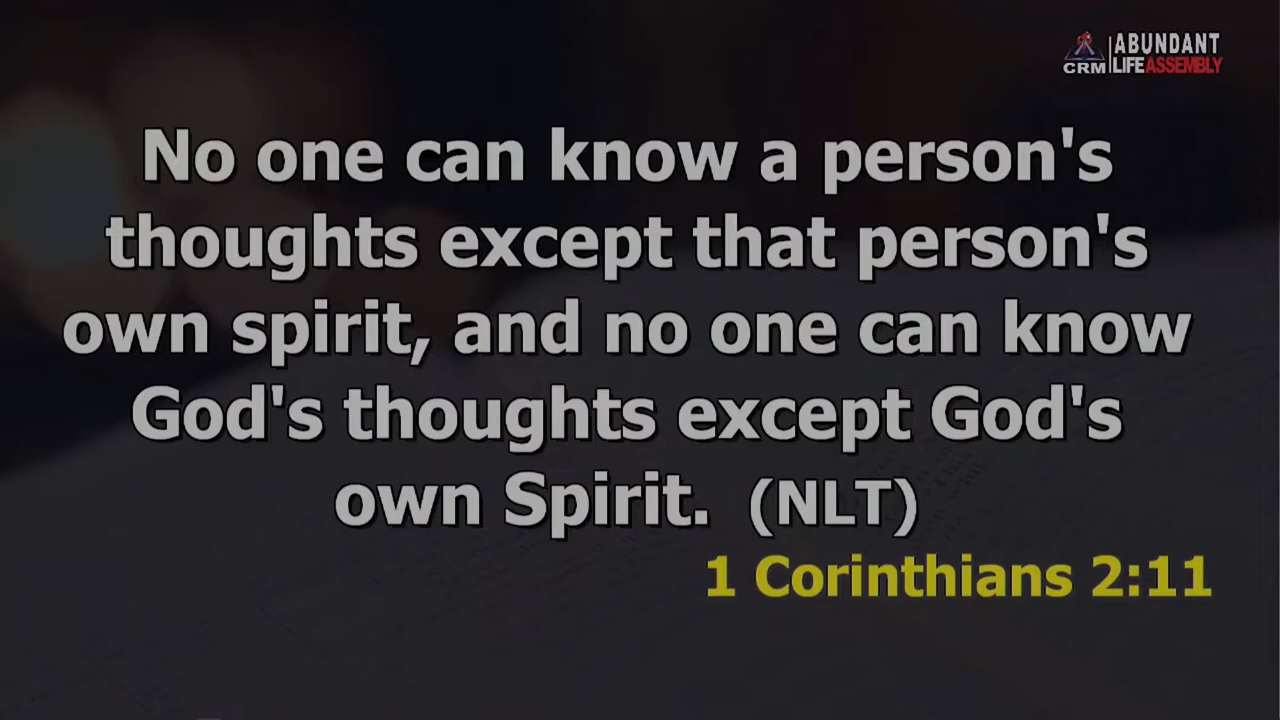 CRM
ABUNDANT
LIFE ASSEMBLY
No one can know a person's
thoughts except that person's
own spirit, and no one can know
God's thoughts except God's
own Spirit. (NLT)
1 Corinthians 2:11